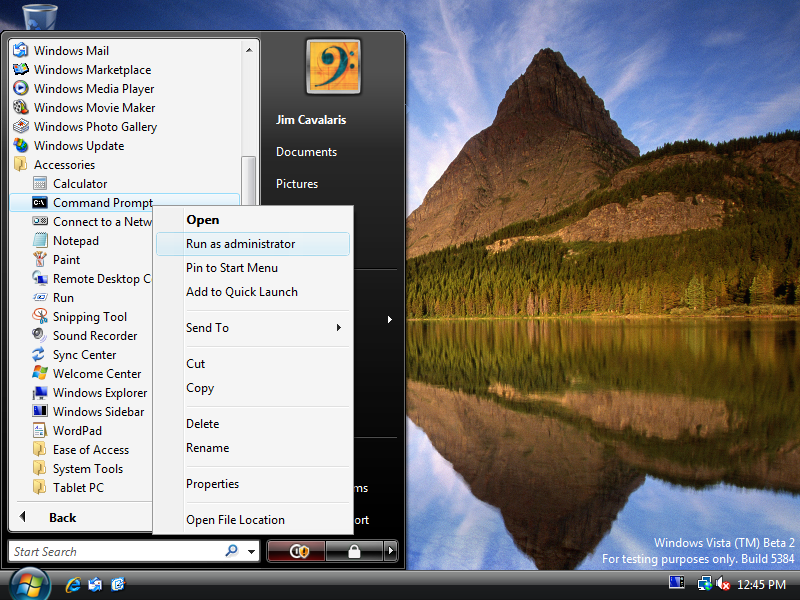 Windows Mail
Windows Marketplace
Windows Media Player
Windows Movie Maker
Windows Photo Gallery
Windows Update
Accessories
Calculator
Command Prompt
Connect to a Netw
Notepad
Paint
Remote Desktop C
Run
Snipping Tool
Sound Recorder
Sync Center
Welcome Center
Windows Explorer
Windows Sidebar
WordPad
Ease of Access
System Tools
Tablet PC
Back
Start Search
Jim Cavalaris
Documents
Pictures
ms
ort
Open
Run as administrator
Pin to Start Menu
Add to Quick Launch
Send To
Cut
Copy
Delete
Rename
Properties
Open File Location
Windows Vista (TM) Beta 2
For testing purposes only. Build 5384
12:45 PM